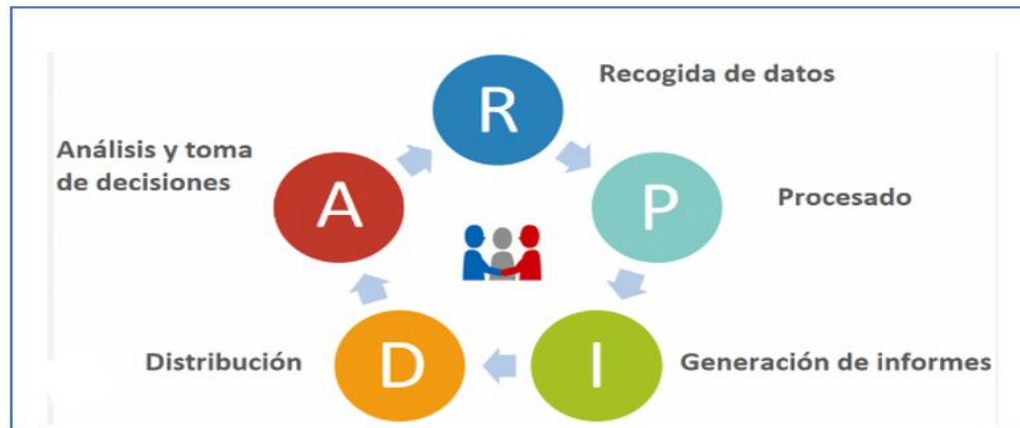 R
Recogida de datos
Análisis y toma
de decisiones
A
P
Procesado
Distribución
D
I
Generación de informes